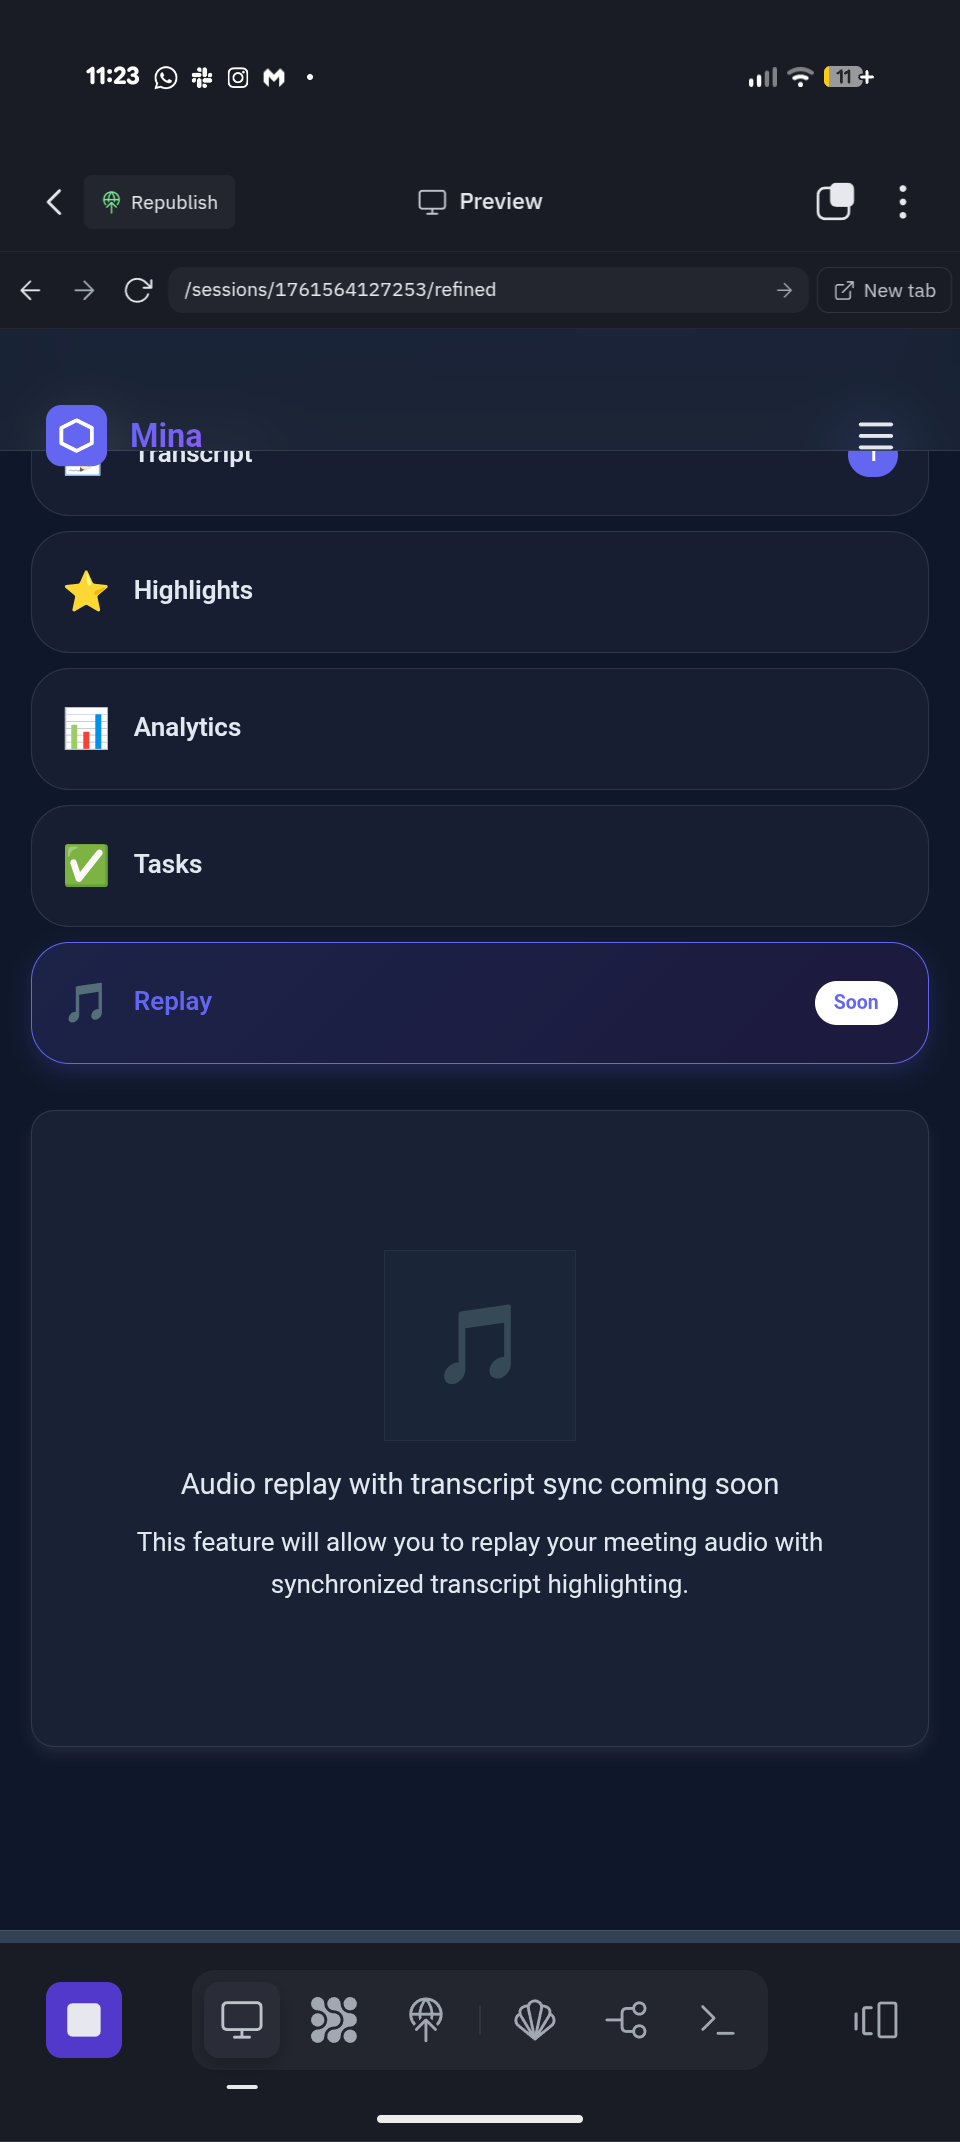 11:23
11+
Republish
Preview
/sessions/1761564127253/refined
New tab
Mina
Transcript
1
Highlights
Analytics
Tasks
Replay
Soon
Audio replay with transcript sync coming soon
This feature will allow you to replay your meeting audio with
synchronized transcript highlighting.